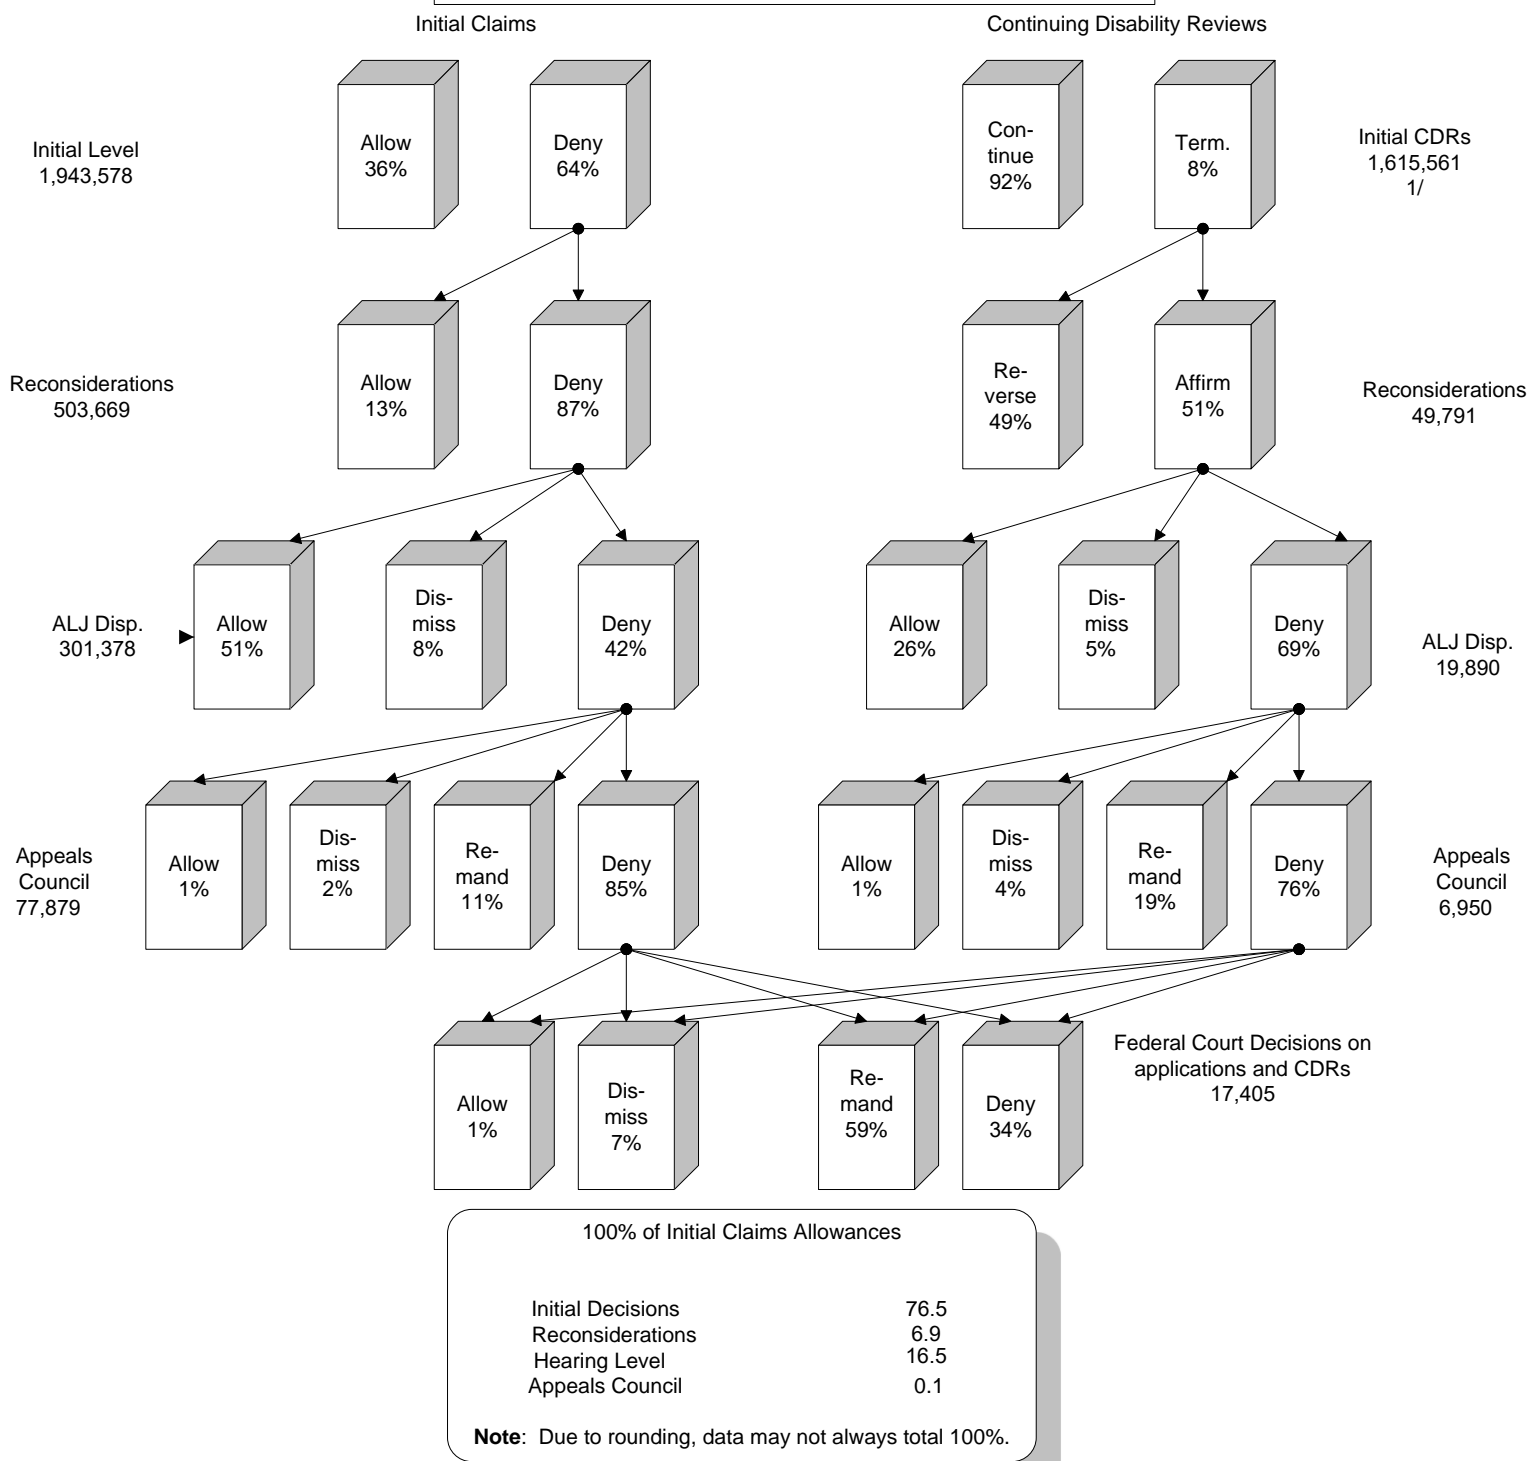 Initial Claims
Continuing Disability Reviews
Initial Level
1,943,578
Allow
36%
Deny
64%
Con-
tinue
92%
Term.
8%
Initial CDRs
1,615,561
1/
Reconsiderations
503,669
Allow
13%
Deny
87%
Re-
verse
49%
Affirm
51%
Reconsiderations
49,791
ALJ Disp.
301,378
Allow
51%
Dis-
miss
8%
Deny
42%
Allow
26%
Dis-
miss
5%
Deny
69%
ALJ Disp.
19,890
Appeals
Council
77,879
Allow
1%
Dis-
miss
2%
Re-
mand
11%
Deny
85%
Allow
1%
Dis-
miss
4%
Re-
mand
19%
Deny
76%
Appeals
Council
6,950
Allow
1%
Dis-
miss
7%
Re-
mand
59%
Deny
34%
Federal Court Decisions on
applications and CDRs
17,405
100% of Initial Claims Allowances
Initial Decisions 76.5
Reconsiderations 6.9
Hearing Level 16.5
Appeals Council 0.1
Note: Due to rounding, data may not always total 100%.